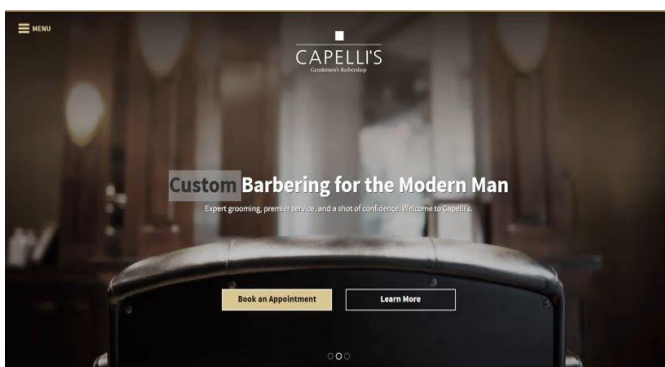 MENU
CAPELLI'S
Gentlemen's Barbershop
Custom Barbering for the Modern Man
Expert grooming, premier service, and a shot of confidence. Welcome to Capelli's.
Book an Appointment
Learn More